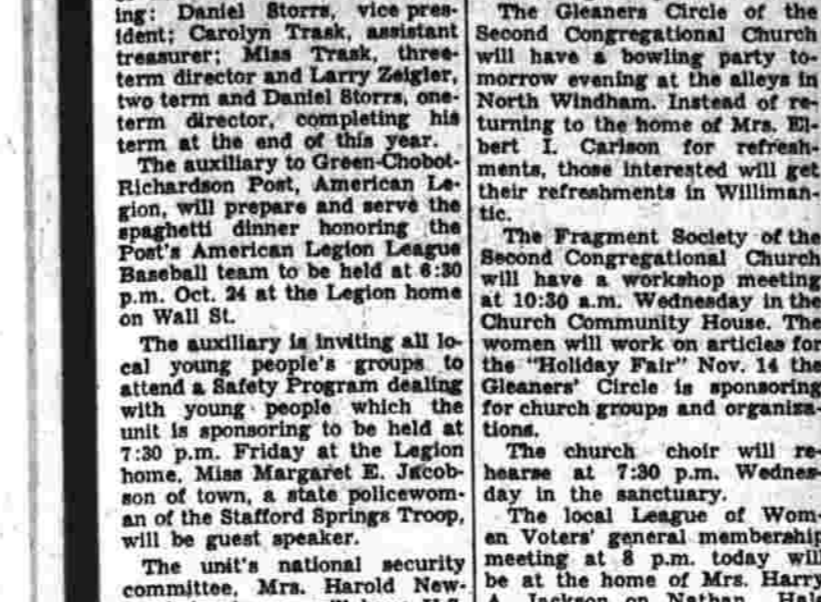 ing: Daniel Storrs, vice pres-
ident; Carolyn Trask, assistant
treasurer; Miss Trask, three-
term director and Larry Zeigler,
two term and Daniel Storrs, one-
term director, completing his
term at the end of this year.
The auxiliary to Green-Chobot-
Richardson Post, American Le-
gion, will prepare and serve the
spaghetti dinner honoring the
Post's American Legion League
Baseball team to be held at 6:30
p.m. Oct. 24 at the Legion home
on Wall St.
The auxiliary is inviting all lo-
cal young people's groups to
attend a Safety Program dealing
with young people which the
unit is sponsoring to be held at
7:30 p.m. Friday at the Legion
home. Miss Margaret E. Jacob-
son of town, a state policewom-
an of the Stafford Springs Troop,
will be guest speaker.
The unit's national security
committee, Mrs. Harold New-
The Gleaners Circle of the
Second Congregational Church
will have a bowling party to-
morrow evening at the alleys in
North Windham. Instead of re-
turning to the home of Mrs. El-
bert I. Carlson for refresh-
ments, those interested will get
their refreshments in Williman-
tic.
The Fragment Society of the
Second Congregational Church
will have a workshop meeting
at 10:30 a.m. Wednesday in the
Church Community House. The
women will work on articles for
the "Holiday Fair" Nov. 14 the
Gleaners' Circle is sponsoring
for church groups and organiza-
tions.
The church choir will re-
hearse at 7:30 p.m. Wednes-
day in the sanctuary.
The local League of Wom-
en Voters' general membership
meeting at 8 p.m. today will
be at the home of Mrs. Harry
A. Jackson on Nathan Hale